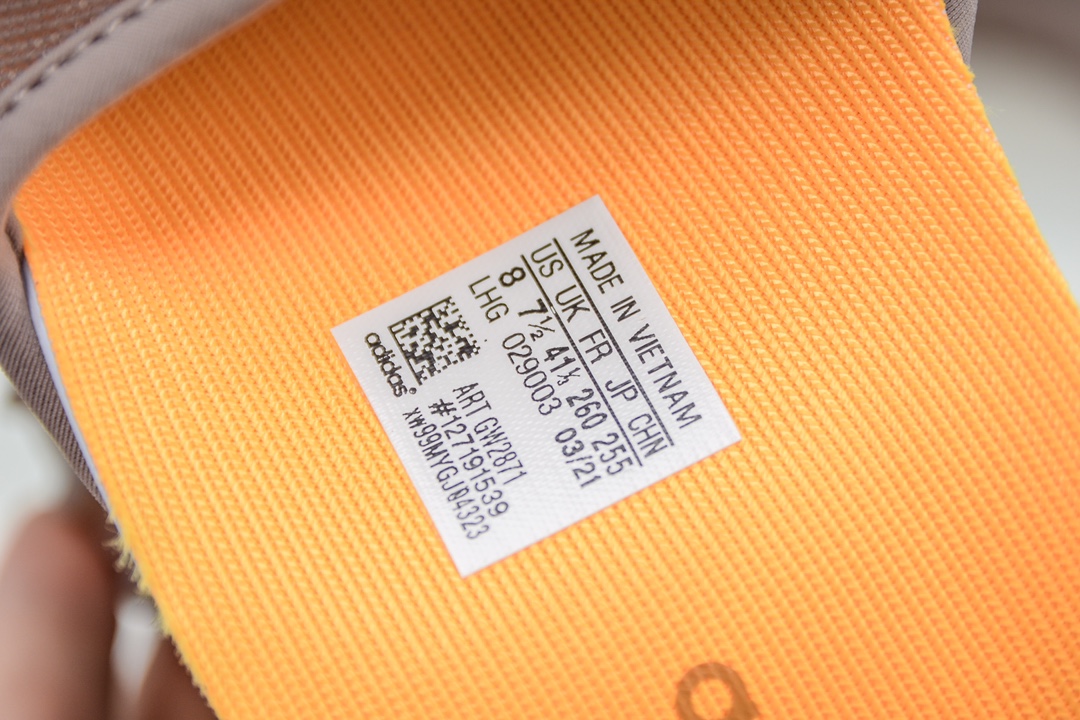 MADE IN VIETNAM
US UK FR JP CHN
8 7½ 41⅓ 260 255
LHG 029003 03/21
adidas®
ART GW2871
#127191539
XW99MYGJQ4323
a